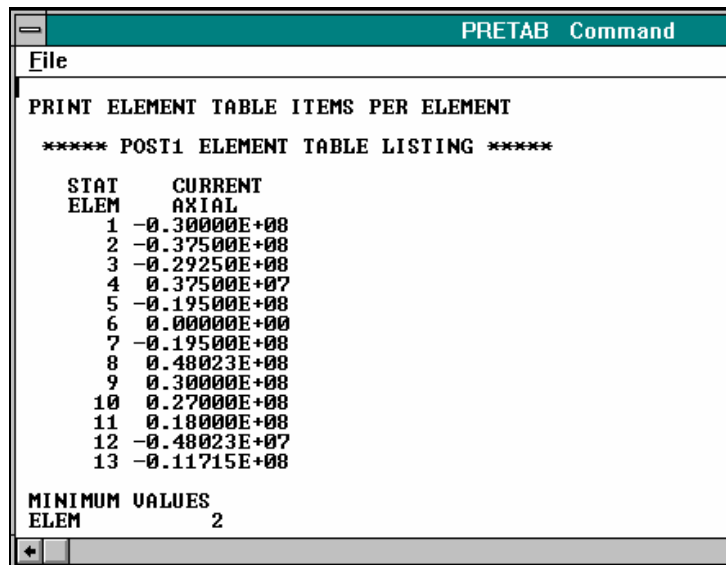 PRETAB Command
File
PRINT ELEMENT TABLE ITEMS PER ELEMENT
***** POST1 ELEMENT TABLE LISTING *****
STAT CURRENT
ELEM AXIAL
1 -0.30000E+08
2 -0.37500E+08
3 -0.29250E+08
4 0.37500E+07
5 -0.19500E+08
6 0.00000E+00
7 -0.19500E+08
8 0.48023E+08
9 0.30000E+08
10 0.27000E+08
11 0.18000E+08
12 -0.48023E+07
13 -0.11715E+08
MINIMUM VALUES
ELEM 2